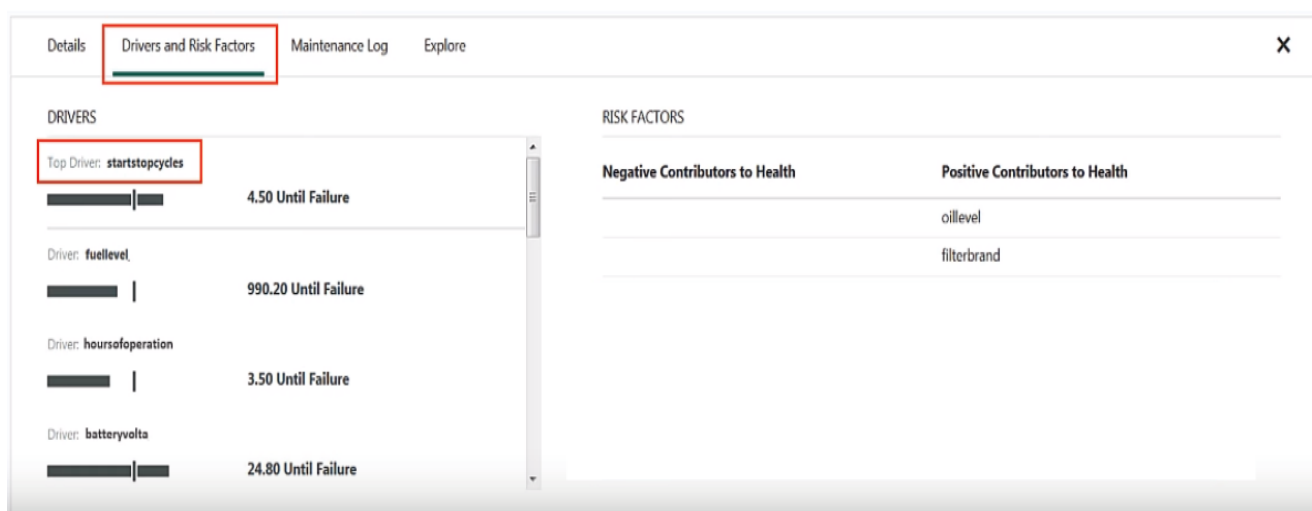 Details Drivers and Risk Factors Maintenance Log Explore X
DRIVERS
Top Driver: startstopcycles
4.50 Until Failure
Driver: fuellevel
990.20 Until Failure
Driver: hoursofoperation
3.50 Until Failure
Driver: batteryvolta
24.80 Until Failure
RISK FACTORS
Negative Contributors to Health Positive Contributors to Health
oillevel
filterbrand